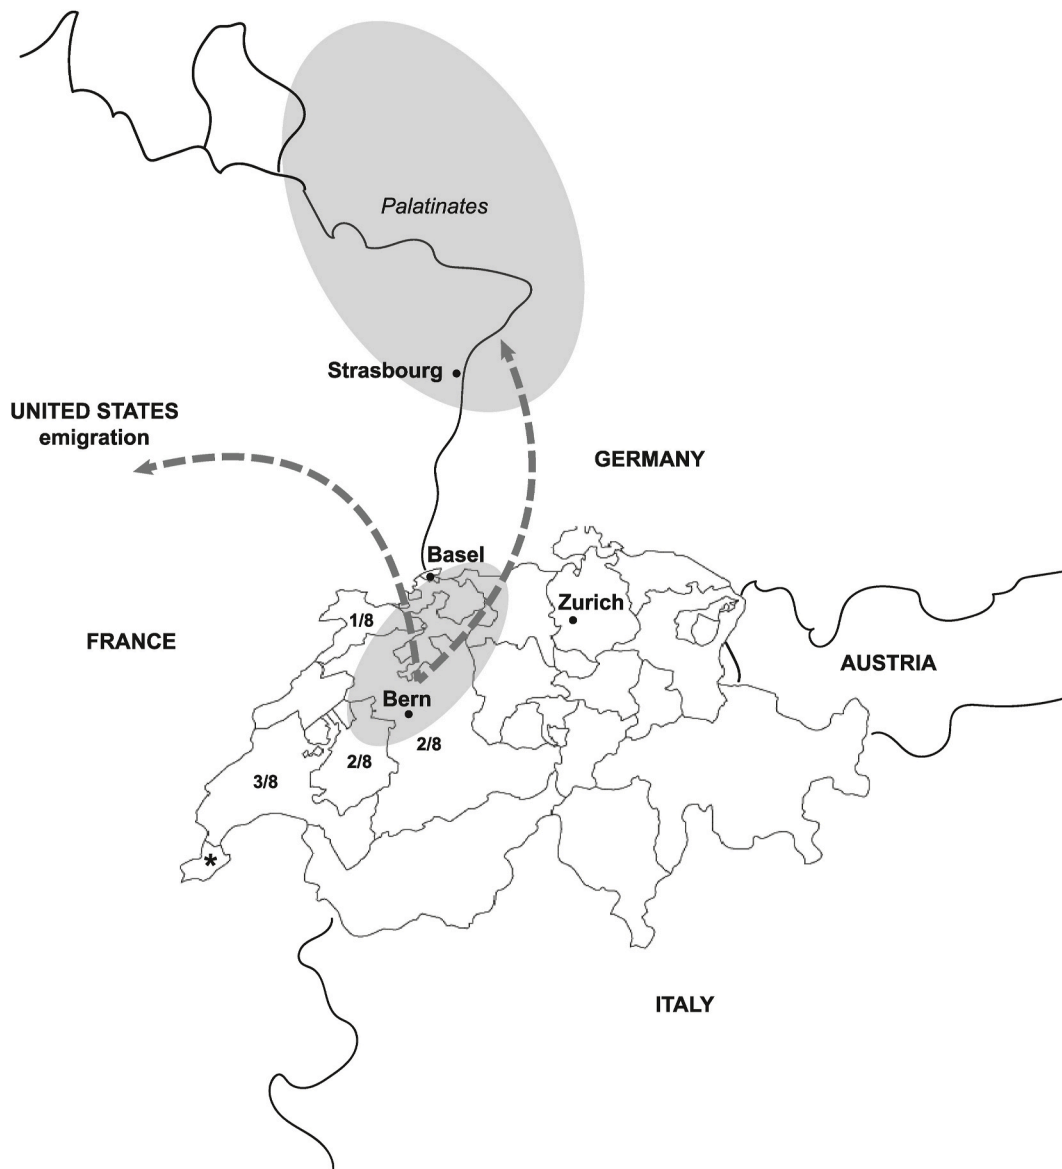 Palatinates
Strasbourg
UNITED STATES
emigration
GERMANY
Basel
Zurich
1/8
FRANCE
AUSTRIA
Bern
2/8
2/8
3/8
*
ITALY